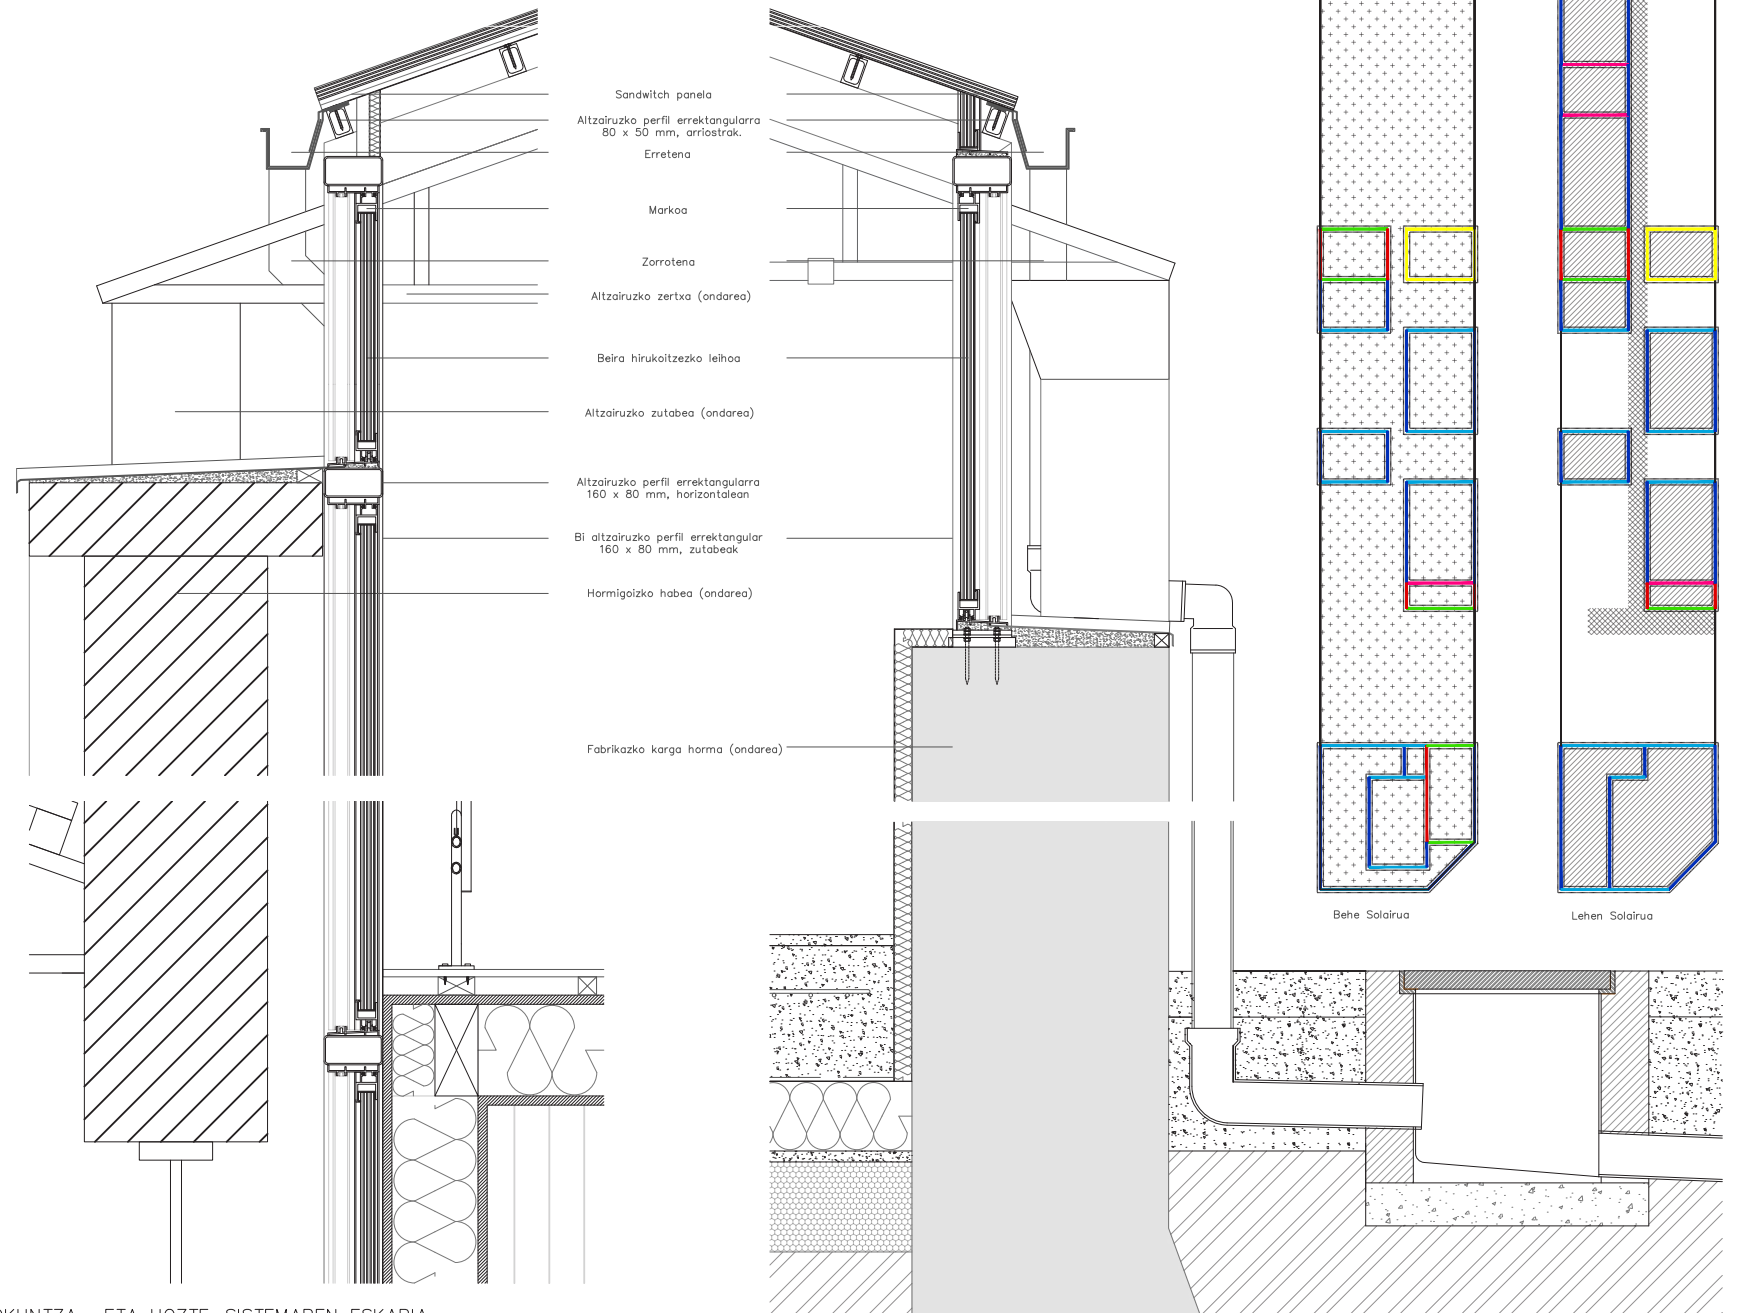 Sandwitch panela
Altzairuzko perfil errektangularra
80 x 50 mm, arriostrak.
Erretena
Markoa
Zorrotena
Altzairuzko zertxa (ondarea)
Beira hirukoitzezko leihoa
Altzairuzko zutabea (ondarea)
Altzairuzko perfil errektangularra
160 x 80 mm, horizontalean
Bi altzairuzko perfil errektangular
160 x 80 mm, zutabeak
Hormigoizko habea (ondarea)
Fabrikazko karga horma (ondarea)
Behe Solairua
Lehen Solairua
ETA HOZTE SISTEMAREN ESKARIA